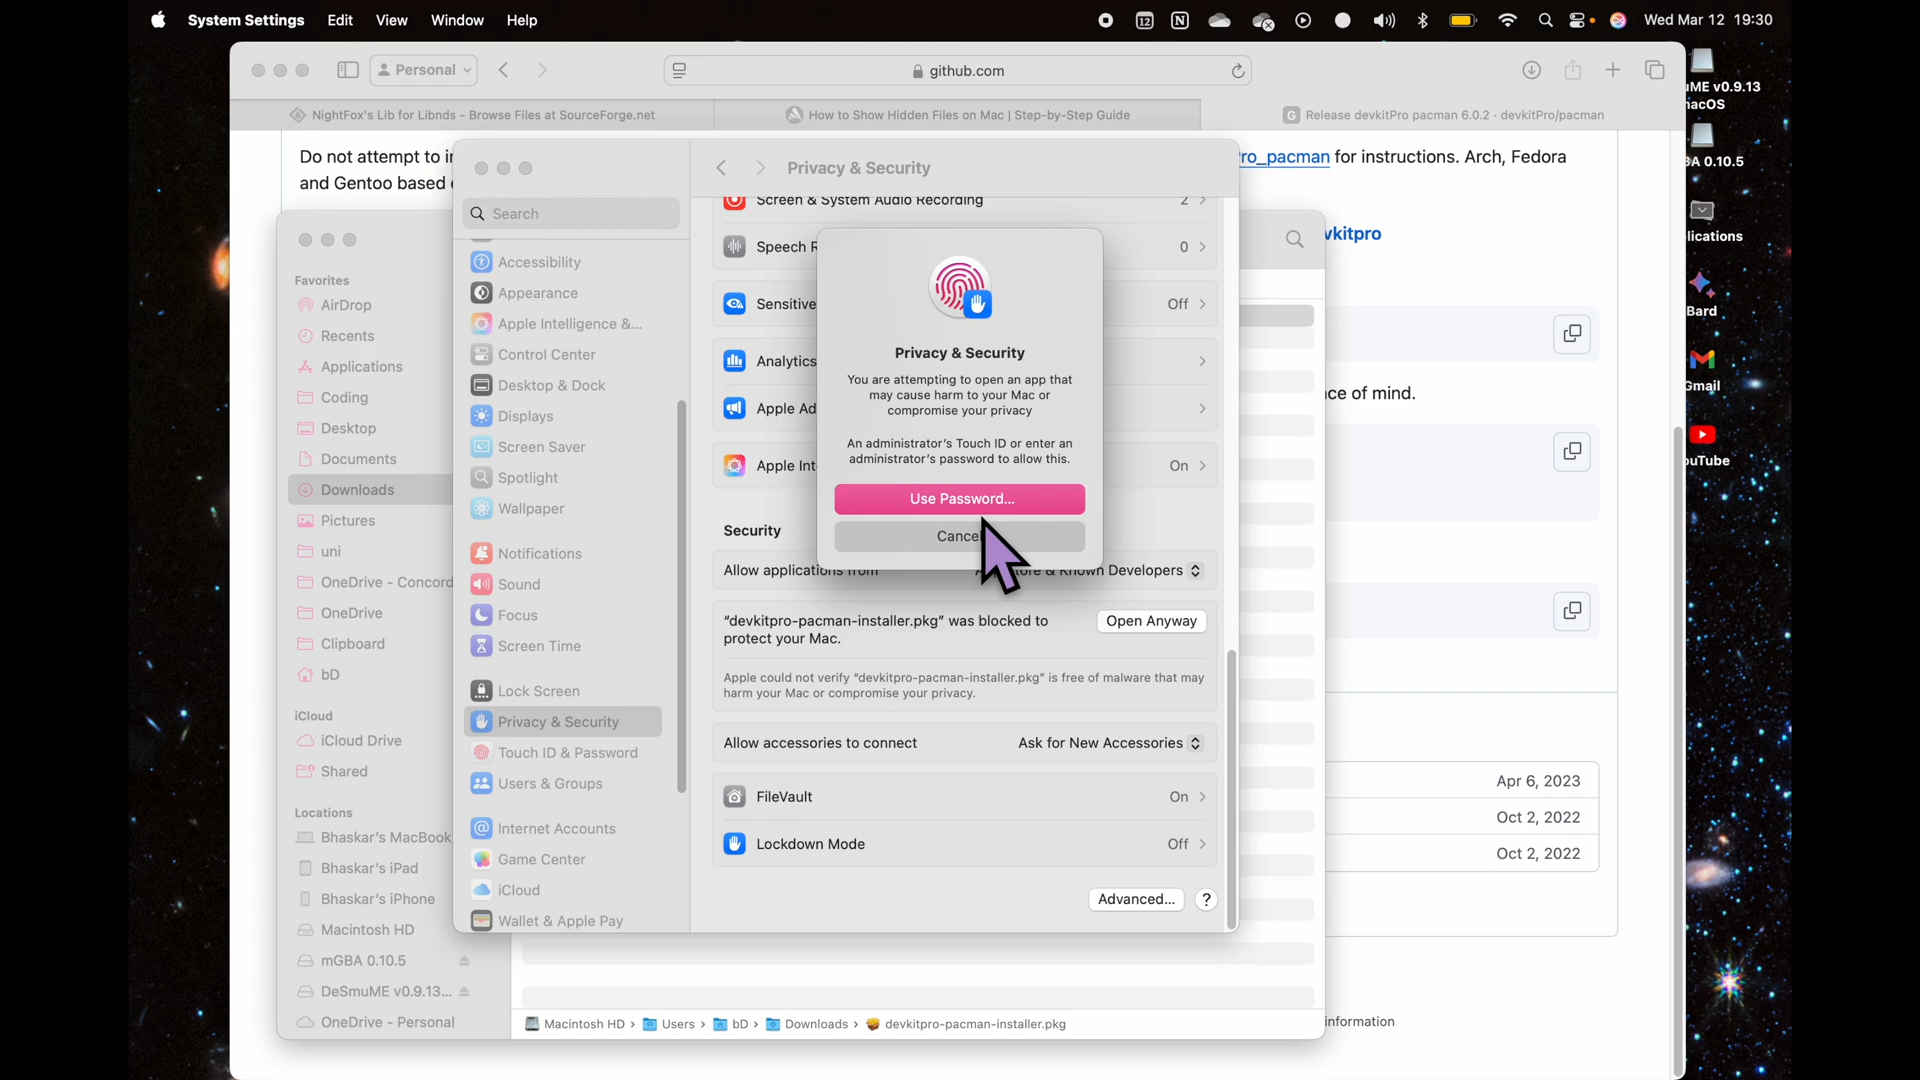 System Settings Edit View Window Help
12
Wed Mar 12 19:30
Personal
github.com
NightFox's Lib for Libnds - Browse Files at SourceForge.net
How to Show Hidden Files on Mac | Step-by-Step Guide
Release devkitPro pacman 6.0.2 · devkitPro/pacman
Do not attempt to
ro_pacman for instructions. Arch, Fedora
and Gentoo based
vkitpro
ce of mind.
Apr 6, 2023
Oct 2, 2022
Oct 2, 2022
information
Favorites
AirDrop
Recents
Applications
Coding
Desktop
Documents
Downloads
Pictures
uni
OneDrive - Concord
OneDrive
Clipboard
bD
iCloud
iCloud Drive
Shared
Locations
Bhaskar's MacBook
Bhaskar's iPad
Bhaskar's iPhone
Macintosh HD
mGBA 0.10.5
DeSmuME v0.9.13...
OneDrive - Personal
Macintosh HD › Users › bD › Downloads › devkitpro-pacman-installer.pkg
Search
Accessibility
Appearance
Apple Intelligence &...
Control Center
Desktop & Dock
Displays
Screen Saver
Spotlight
Wallpaper
Notifications
Sound
Focus
Screen Time
Lock Screen
Privacy & Security
Touch ID & Password
Users & Groups
Internet Accounts
Game Center
iCloud
Wallet & Apple Pay
Privacy & Security
Screen & System Audio Recording 2
Speech R 0
Sensitive Off
Analytics
Apple Ad
Apple Int On
Security
Allow applications from App Store & Known Developers
"devkitpro-pacman-installer.pkg" was blocked to
protect your Mac.
Open Anyway
Apple could not verify "devkitpro-pacman-installer.pkg" is free of malware that may
harm your Mac or compromise your privacy.
Allow accessories to connect Ask for New Accessories
FileVault On
Lockdown Mode Off
Advanced... ?
Privacy & Security
You are attempting to open an app that
may cause harm to your Mac or
compromise your privacy
An administrator's Touch ID or enter an
administrator's password to allow this.
Use Password...
Cancel
uME v0.9.13
macOS
BA 0.10.5
lications
Bard
Gmail
ouTube